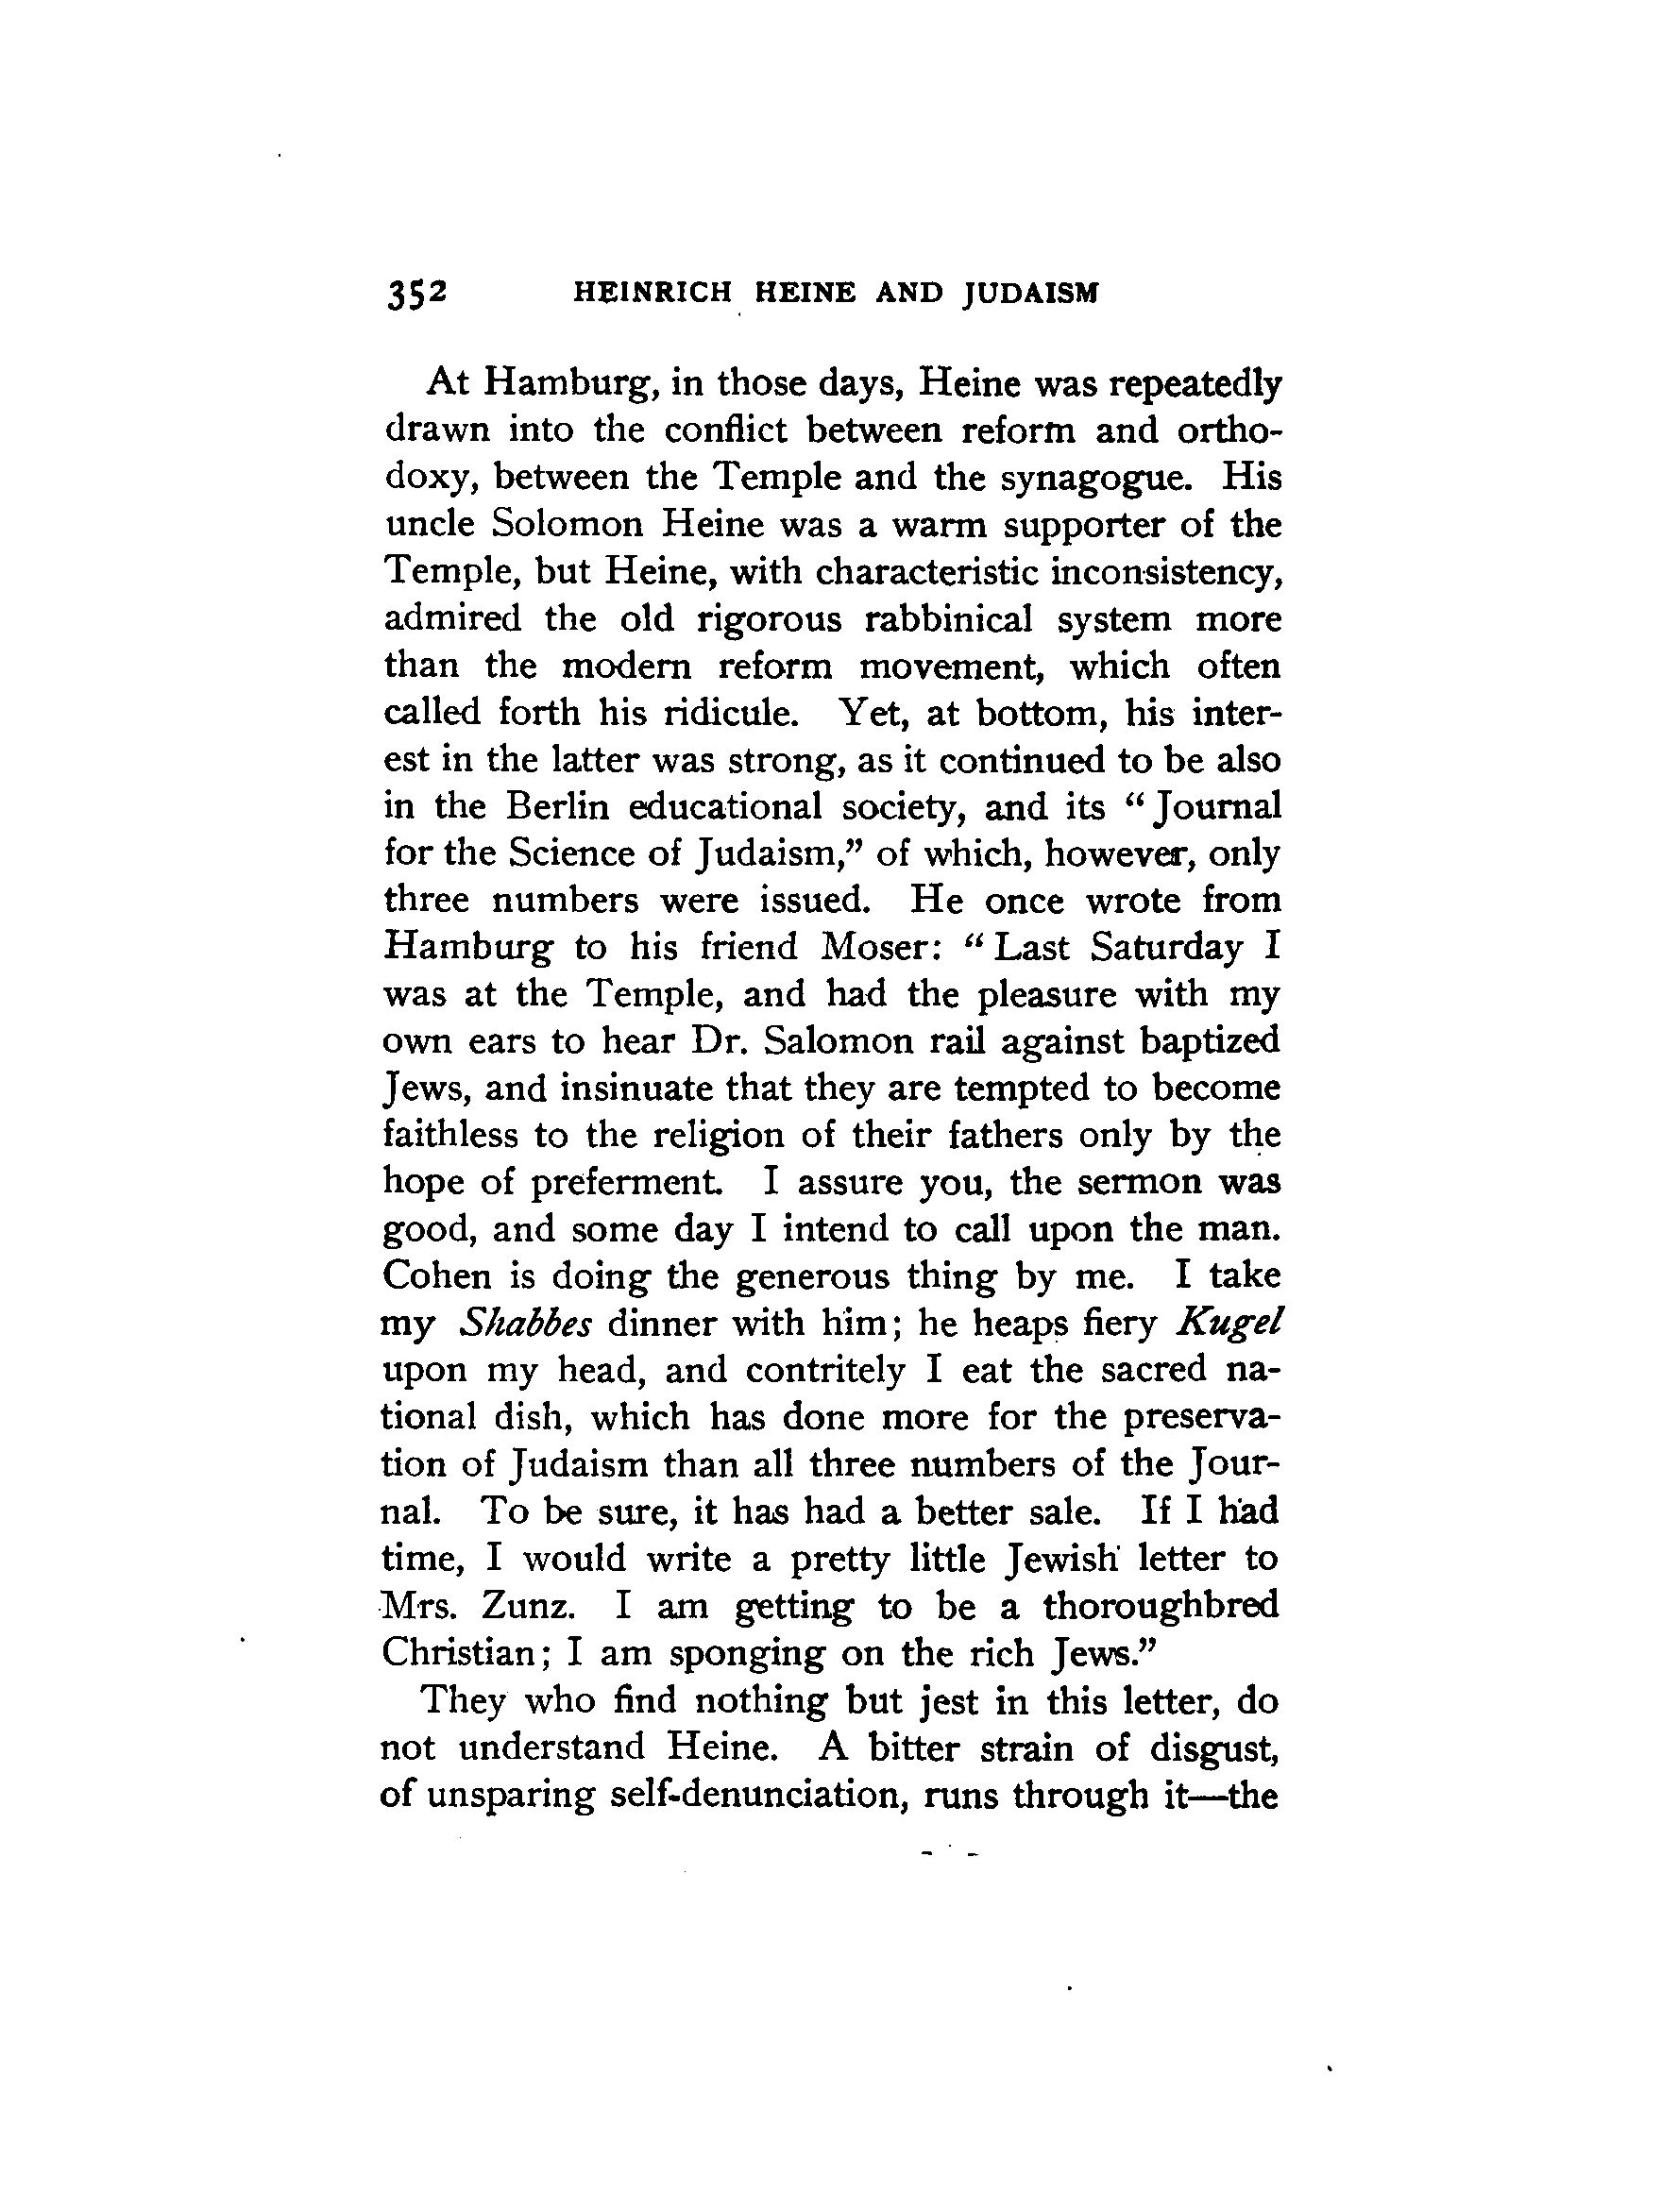 352 HEINRICH HEINE AND JUDAISM
At Hamburg, in those days, Heine was repeatedly
drawn into the conflict between reform and ortho-
doxy, between the Temple and the synagogue. His
uncle Solomon Heine was a warm supporter of the
Temple, but Heine, with characteristic inconsistency,
admired the old rigorous rabbinical system more
than the modern reform movement, which often
called forth his ridicule. Yet, at bottom, his inter-
est in the latter was strong, as it continued to be also
in the Berlin educational society, and its “ Journal
for the Science of Judaism,” of which, however, only
three numbers were issued. He once wrote from
Hamburg to his friend Moser: “ Last Saturday I
was at the Temple, and had the pleasure with my
own ears to hear Dr. Salomon rail against baptized
Jews, and insinuate that they are tempted to become
faithless to the religion of their fathers only by the
hope of preferment. I assure you, the sermon was
good, and some day I intend to call upon the man.
Cohen is doing the generous thing by me. I take
my Shabbes dinner with him; he heaps fiery Kugel
upon my head, and contritely I eat the sacred na-
tional dish, which has done more for the preserva-
tion of Judaism than all three numbers of the Jour-
nal. To be sure, it has had a better sale. If I had
time, I would write a pretty little Jewish letter to
Mrs. Zunz. I am getting to be a thoroughbred
Christian; I am sponging on the rich Jews.”
They who find nothing but jest in this letter, do
not understand Heine. A bitter strain of disgust,
of unsparing self-denunciation, runs through it—the